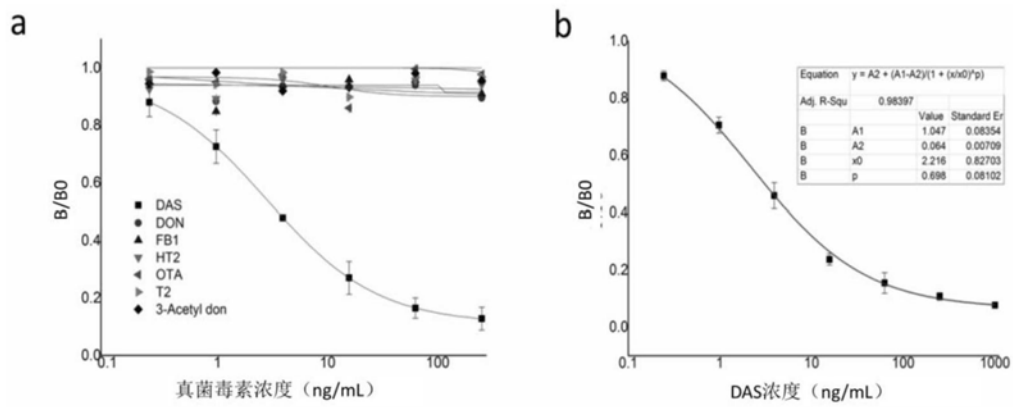 a
1.0
0.8
0.6
0.4
0.2
0.0
B/B0
DAS
DON
FB1
HT2
OTA
T2
3-Acetyl don
0.1
1
10
100
真菌毒素浓度（ng/mL）
b
1.0
0.8
0.6
0.4
0.2
0.0
B/B0
Equation y = A2 + (A1-A2)/(1 + (x/x0)^p)
Adj. R-Squ 0.98397
Value Standard Er
B A1 1.047 0.08354
B A2 0.064 0.00709
B x0 2.216 0.82703
B p 0.698 0.08102
0.1
1
10
100
1000
DAS浓度（ng/mL）